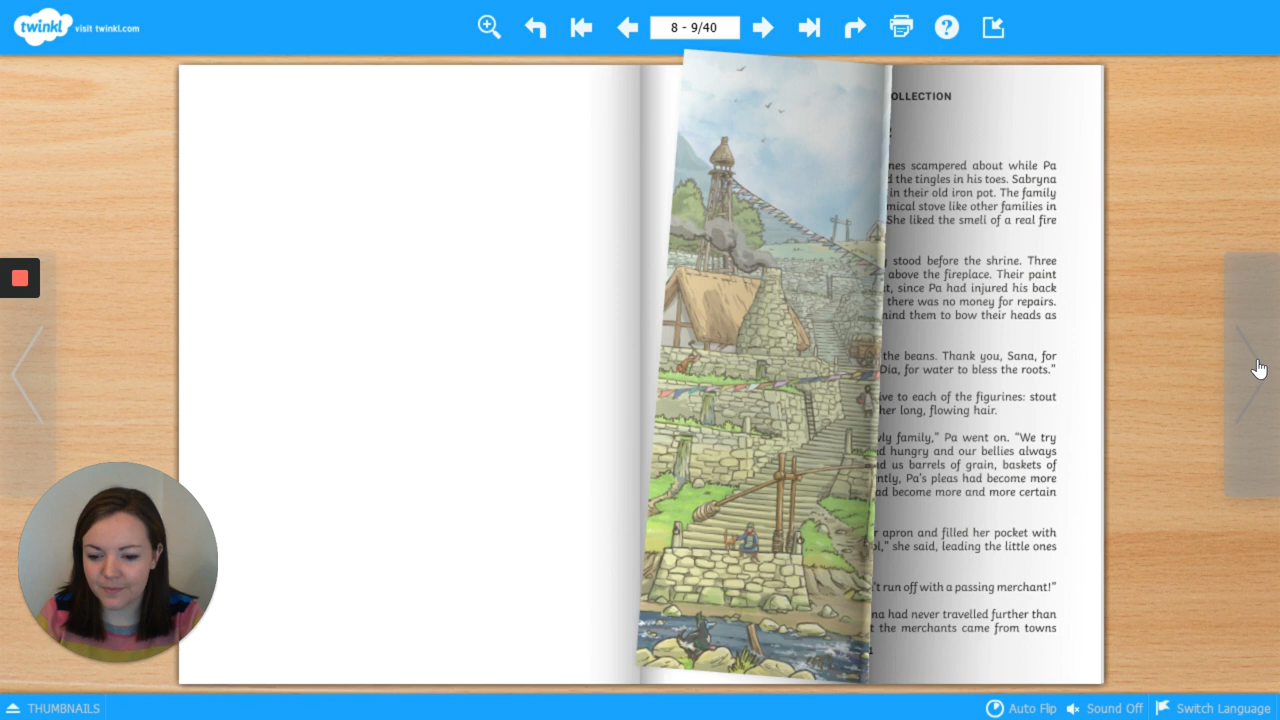 twinkl visit twinkl.com
8 - 9/40
OLLECTION
scampered about while Pa
the tingles in his toes. Sabryna
in their old iron pot. The family
stove like other families in
She liked the smell of a real fire
stood before the shrine. Three
above the fireplace. Their paint
since Pa had injured his back
there was no money for repairs.
them to bow their heads as
the beans. Thank you, Sana, for
Dia, for water to bless the roots.”
to each of the figurines: stout
her long, flowing hair.
family,” Pa went on. “We try
hungry and our bellies always
us barrels of grain, baskets of
Pa’s pleas had become more
become more and more certain
apron and filled her pocket with
she said, leading the little ones
run off with a passing merchant!”
had never travelled further than
the merchants came from towns
THUMBNAILS
Auto Flip Sound Off Switch Language